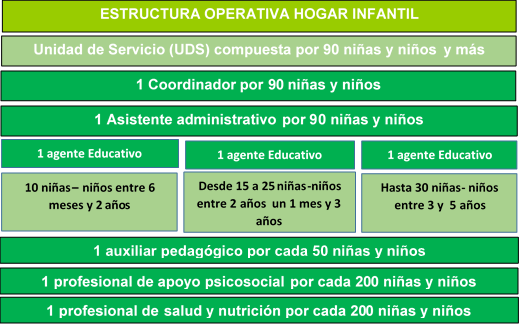 ESTRUCTURA OPERATIVA HOGAR INFANTIL
Unidad de Servicio (UDS) compuesta por 90 niñas y niños y más
1 Coordinador por 90 niñas y niños
1 Asistente administrativo por 90 niñas y niños
1 agente Educativo
1 agente Educativo
1 agente Educativo
10 niñas– niños entre 6
meses y 2 años
Desde 15 a 25 niñas-niños
entre 2 años un 1 mes y 3
años
Hasta 30 niñas- niños
entre 3 y 5 años
1 auxiliar pedagógico por cada 50 niñas y niños
1 profesional de apoyo psicosocial por cada 200 niñas y niños
1 profesional de salud y nutrición por cada 200 niñas y niños